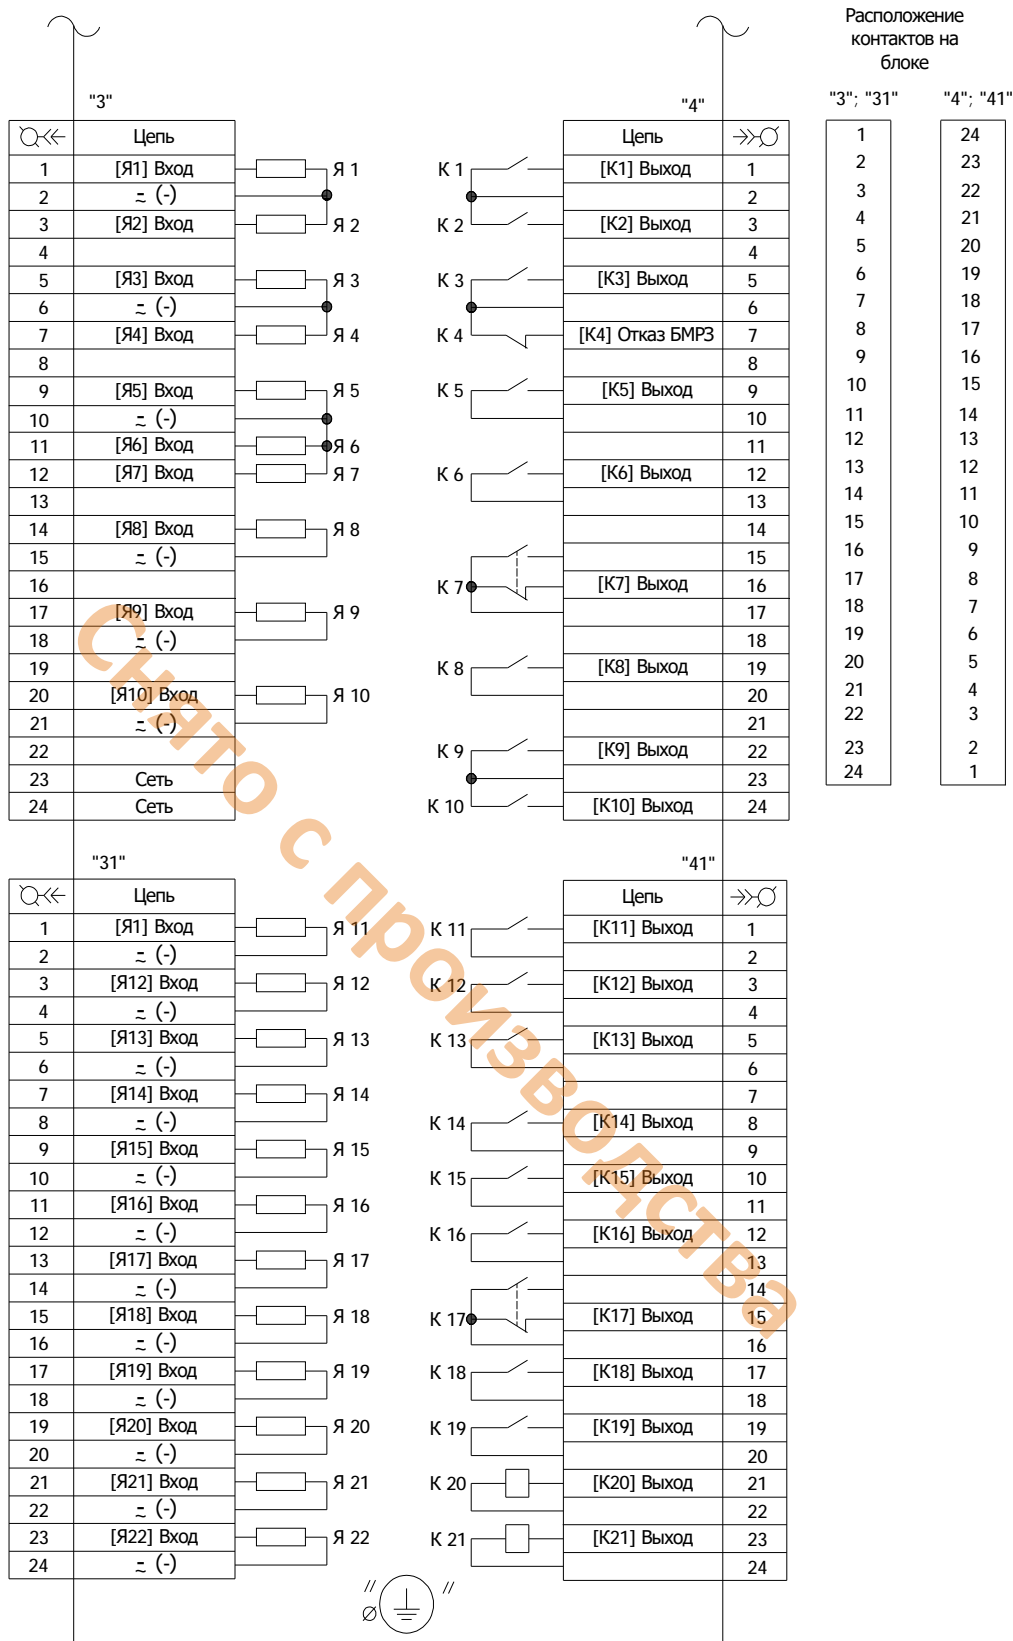 Расположение
контактов на
блоке
"3"; "31" "4"; "41"
1 24
2 23
3 22
4 21
5 20
6 19
7 18
8 17
9 16
10 15
11 14
12 13
13 12
14 11
15 10
16 9
17 8
18 7
19 6
20 5
21 4
22 3
23 2
24 1
"3"
Цепь
1 [Я1] Вход Я 1
2 ~ (-)
3 [Я2] Вход Я 2
4
5 [Я3] Вход Я 3
6 ~ (-)
7 [Я4] Вход Я 4
8
9 [Я5] Вход Я 5
10 ~ (-)
11 [Я6] Вход Я 6
12 [Я7] Вход Я 7
13
14 [Я8] Вход Я 8
15 ~ (-)
16
17 [Я9] Вход Я 9
18 ~ (-)
19
20 [Я10] Вход Я 10
21 ~ (-)
22
23 Сеть
24 Сеть
"4"
Цепь
К 1 [К1] Выход 1
2
К 2 [К2] Выход 3
4
К 3 [К3] Выход 5
6
К 4 [К4] Отказ БМРЗ 7
8
К 5 [К5] Выход 9
10
11
К 6 [К6] Выход 12
13
14
15
К 7 [К7] Выход 16
17
18
К 8 [К8] Выход 19
20
21
К 9 [К9] Выход 22
23
К 10 [К10] Выход 24
"31"
Цепь
1 [Я1] Вход Я 11
2 ~ (-)
3 [Я12] Вход Я 12
4 ~ (-)
5 [Я13] Вход Я 13
6 ~ (-)
7 [Я14] Вход Я 14
8 ~ (-)
9 [Я15] Вход Я 15
10 ~ (-)
11 [Я16] Вход Я 16
12 ~ (-)
13 [Я17] Вход Я 17
14 ~ (-)
15 [Я18] Вход Я 18
16 ~ (-)
17 [Я19] Вход Я 19
18 ~ (-)
19 [Я20] Вход Я 20
20 ~ (-)
21 [Я21] Вход Я 21
22 ~ (-)
23 [Я22] Вход Я 22
24 ~ (-)
"41"
Цепь
К 11 [К11] Выход 1
2
К 12 [К12] Выход 3
4
К 13 [К13] Выход 5
6
7
К 14 [К14] Выход 8
9
К 15 [К15] Выход 10
11
К 16 [К16] Выход 12
13
14
К 17 [К17] Выход 15
16
К 18 [К18] Выход 17
18
К 19 [К19] Выход 19
20
К 20 [К20] Выход 21
22
К 21 [К21] Выход 23
24
Снято с производства